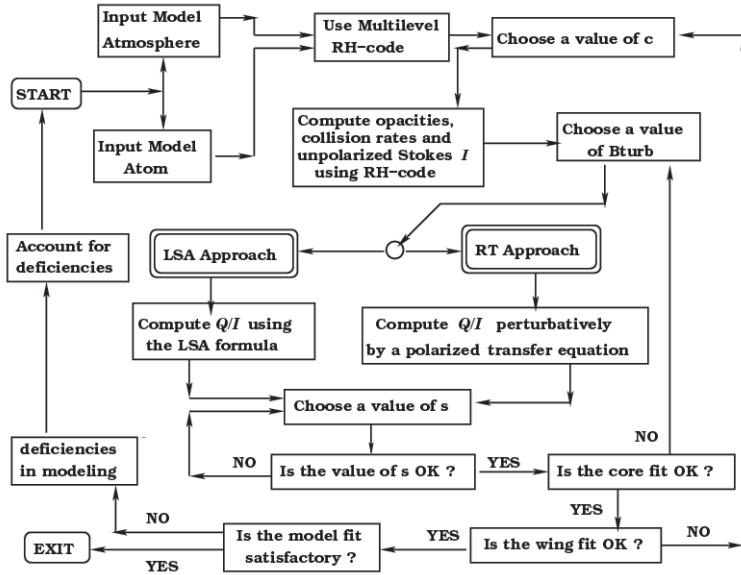 Input Model
Atmosphere
Use Multilevel
RH-code
Choose a value of c
START
Input Model
Atom
Compute opacities,
collision rates and
unpolarized Stokes I
using RH-code
Choose a value
of Bturb
Account for
deficiencies
LSA Approach
RT Approach
Compute Q/I using
the LSA formula
Compute Q/I perturbatively
by a polarized transfer equation
Choose a value of s
deficiencies
in modeling
NO
Is the value of s OK ?
YES
Is the core fit OK ?
NO
YES
NO
EXIT
YES
Is the model fit
satisfactory ?
YES
Is the wing fit OK ?
NO